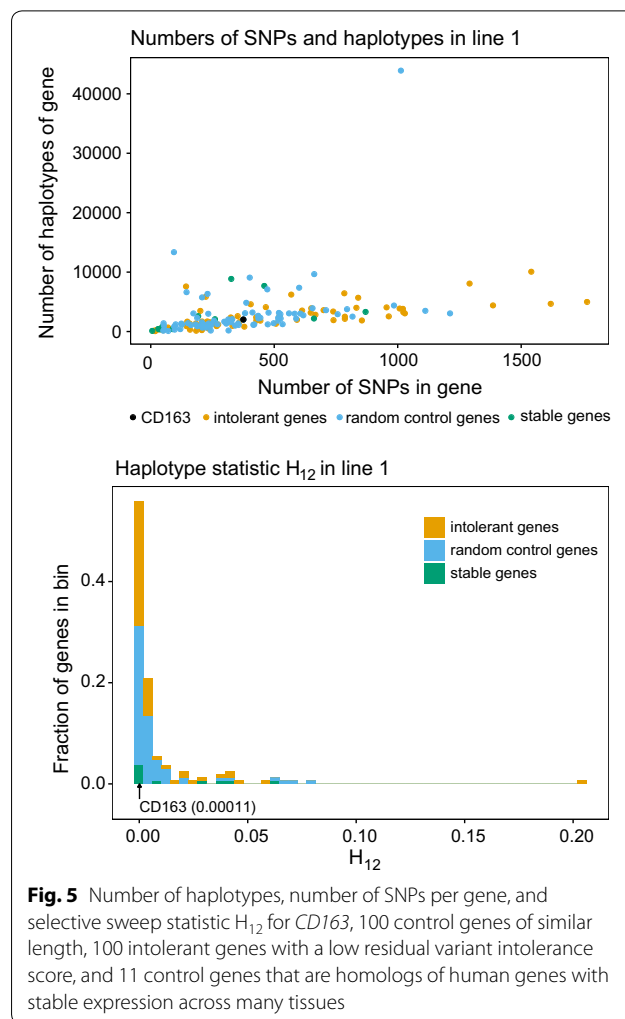 Numbers of SNPs and haplotypes in line 1
Number of haplotypes of gene
40000
30000
20000
10000
0
0 500 1000 1500
Number of SNPs in gene
CD163 intolerant genes random control genes stable genes
Haplotype statistic H12 in line 1
Fraction of genes in bin
0.4
0.2
0.0
intolerant genes
random control genes
stable genes
CD163 (0.00011)
0.00 0.05 0.10 0.15 0.20
H12
Fig. 5 Number of haplotypes, number of SNPs per gene, and
selective sweep statistic H12 for CD163, 100 control genes of similar
length, 100 intolerant genes with a low residual variant intolerance
score, and 11 control genes that are homologs of human genes with
stable expression across many tissues